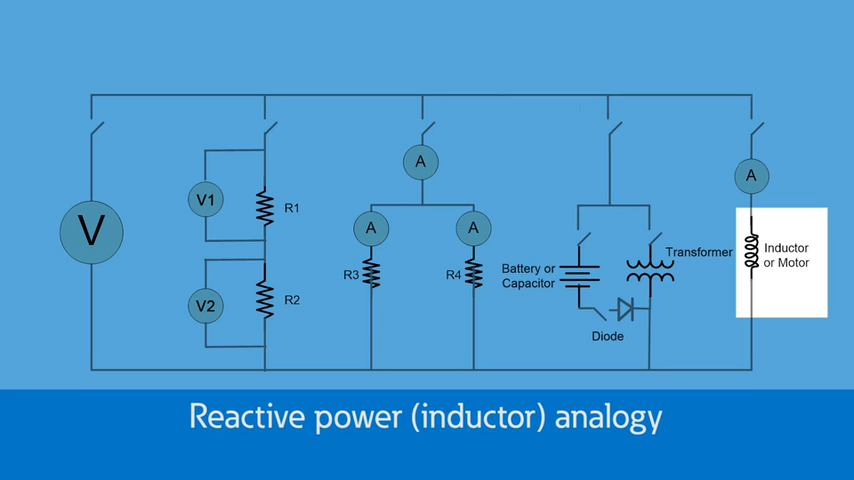 V
V1
R1
V2
R2
A
A
A
R3
R4
Battery or
Capacitor
Transformer
Diode
A
Inductor
or Motor
Reactive power (inductor) analogy